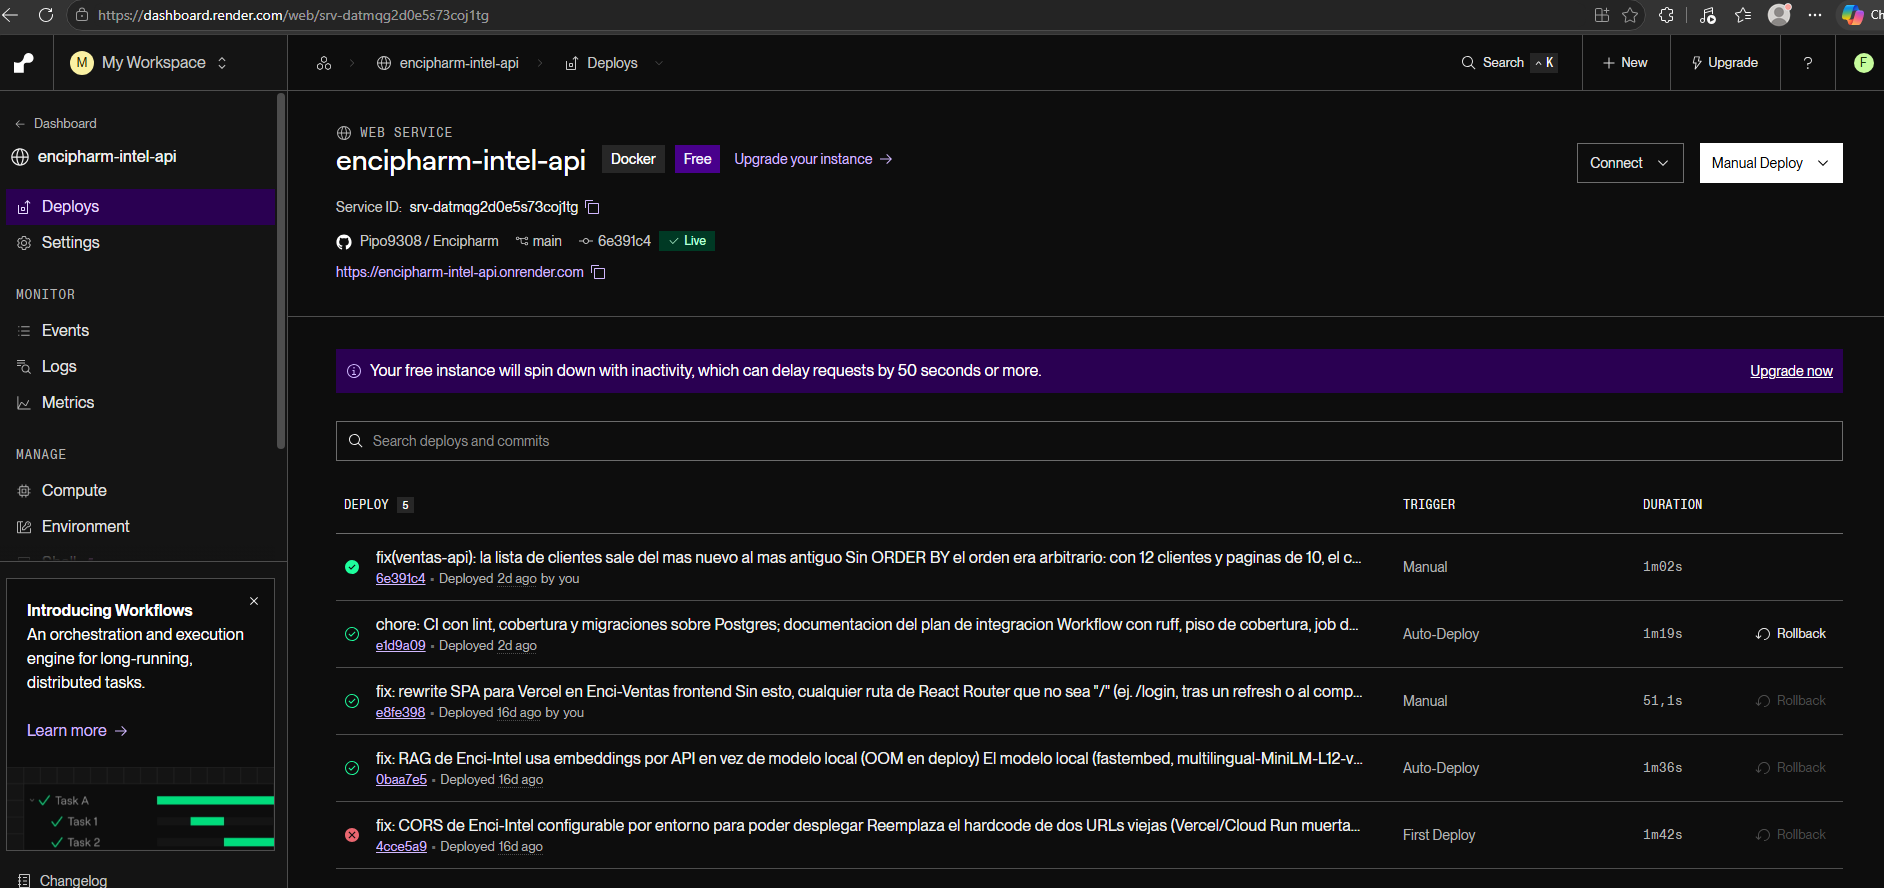 https://dashboard.render.com/web/srv-datmqg2d0e5s73coj1tg
Ch
M My Workspace
encipharm-intel-api
Deploys
Search ^ K
+ New
Upgrade
?
F
← Dashboard
encipharm-intel-api
Deploys
Settings
MONITOR
Events
Logs
Metrics
MANAGE
Compute
Environment
Introducing Workflows
An orchestration and execution
engine for long-running,
distributed tasks.
Learn more →
Task A
Task 1
Task 2
Changelog
WEB SERVICE
encipharm-intel-api Docker Free Upgrade your instance →
Connect
Manual Deploy
Service ID: srv-datmqg2d0e5s73coj1tg
Pipo9308 / Encipharm main 6e391c4 Live
https://encipharm-intel-api.onrender.com
Your free instance will spin down with inactivity, which can delay requests by 50 seconds or more. Upgrade now
Search deploys and commits
DEPLOY 5 TRIGGER DURATION
fix(ventas-api): la lista de clientes sale del mas nuevo al mas antiguo Sin ORDER BY el orden era arbitrario: con 12 clientes y paginas de 10, el c...
6e391c4 • Deployed 2d ago by you
Manual 1m02s
chore: CI con lint, cobertura y migraciones sobre Postgres; documentacion del plan de integracion Workflow con ruff, piso de cobertura, job d...
e1d9a09 • Deployed 2d ago
Auto-Deploy 1m19s Rollback
fix: rewrite SPA para Vercel en Enci-Ventas frontend Sin esto, cualquier ruta de React Router que no sea "/" (ej. /login, tras un refresh o al comp...
e8fe398 • Deployed 16d ago by you
Manual 51,1s Rollback
fix: RAG de Enci-Intel usa embeddings por API en vez de modelo local (OOM en deploy) El modelo local (fastembed, multilingual-MiniLM-L12-v...
0baa7e5 • Deployed 16d ago
Auto-Deploy 1m36s Rollback
fix: CORS de Enci-Intel configurable por entorno para poder desplegar Reemplaza el hardcode de dos URLs viejas (Vercel/Cloud Run muerta...
4cce5a9 • Deployed 16d ago
First Deploy 1m42s Rollback